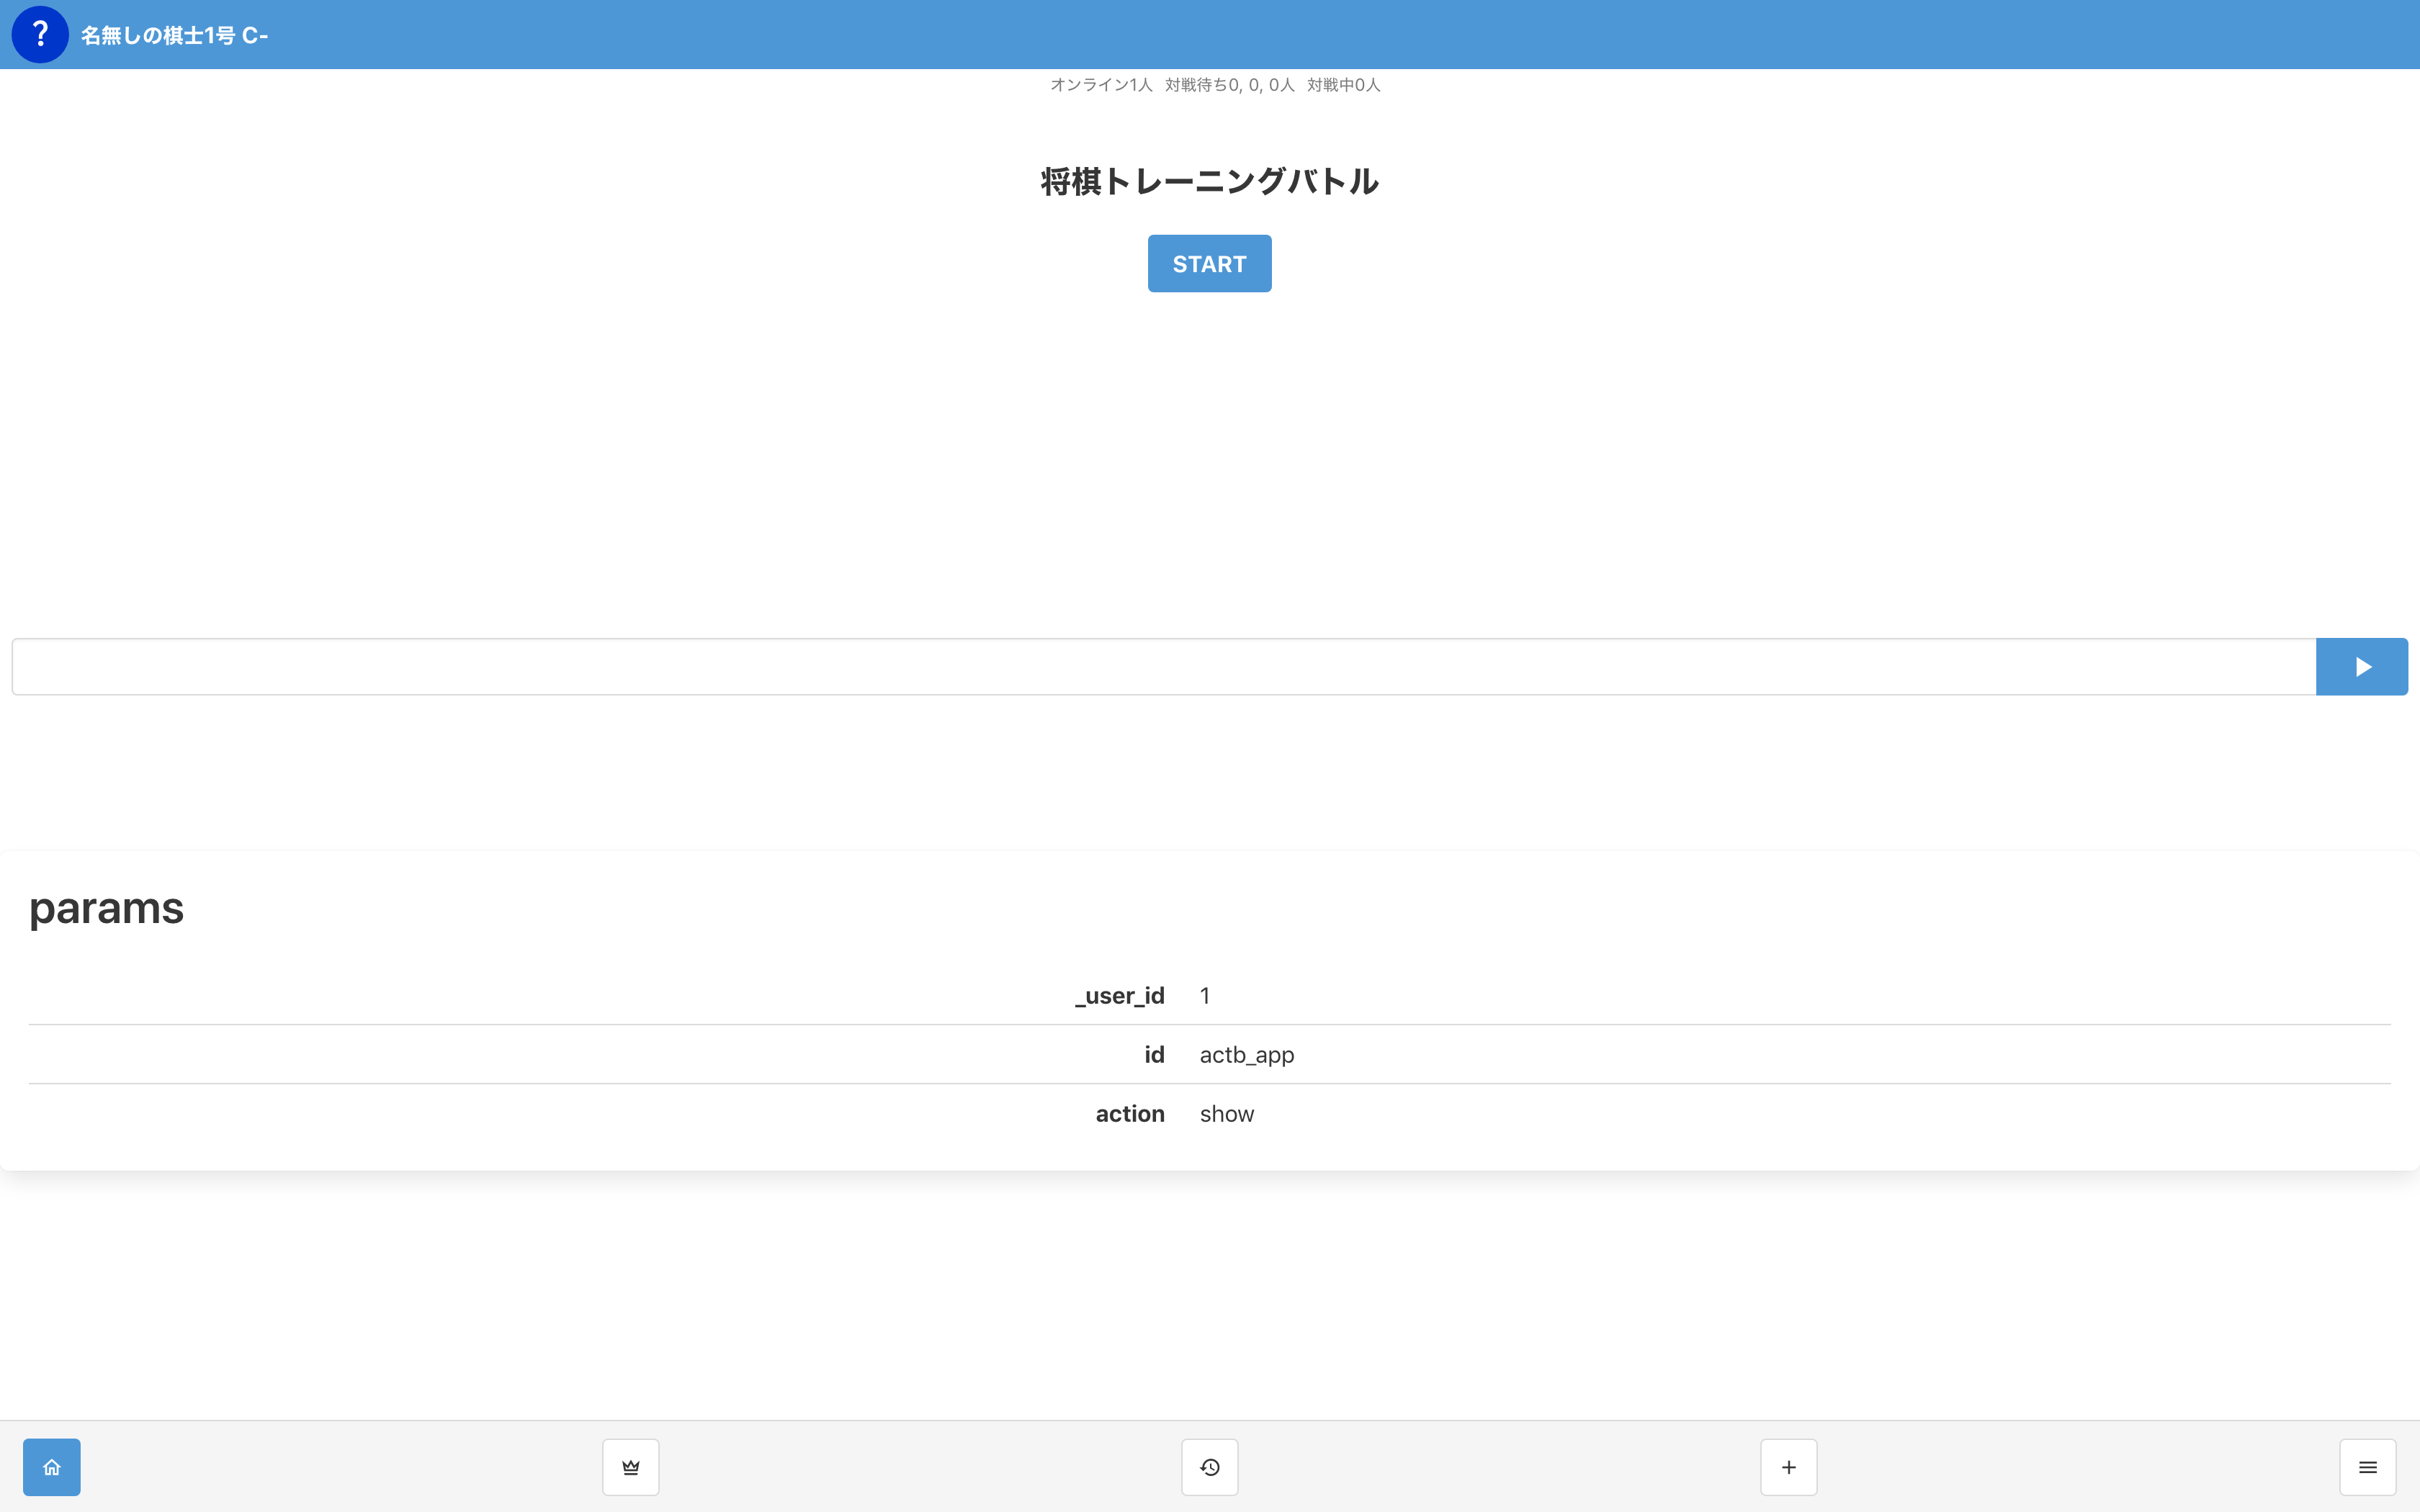 ? 名無しの棋士1号 C-
オンライン1人 対戦待ち0, 0, 0人 対戦中0人
将棋トレーニングバトル
START
params
_user_id 1
id actb_app
action show